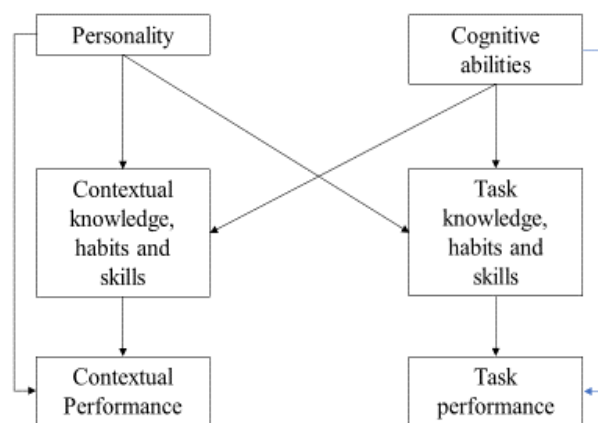 Personality
Cognitive
abilities
Contextual
knowledge,
habits and
skills
Task
knowledge,
habits and
skills
Contextual
Performance
Task
performance